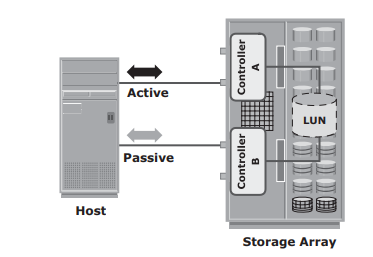 Active
Passive
Host
Controller
A
Controller
B
LUN
Storage Array